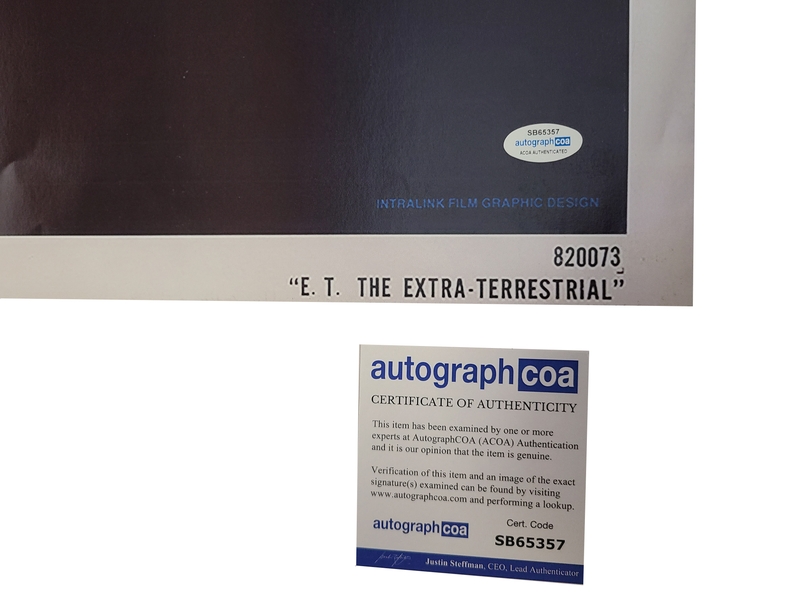 SB65357
autographcoa
ACOA AUTHENTICATED
INTRALINK FILM GRAPHIC DESIGN
820073
“E. T. THE EXTRA-TERRESTRIAL”
autographcoa
CERTIFICATE OF AUTHENTICITY
This item has been examined by one or more
experts at AutographCOA (ACOA) Authentication
and it is our opinion that the item is genuine.
Verification of this item and an image of the exact
signature(s) examined can be found by visiting
www.autographcoa.com and performing a lookup.
autographcoa
Cert. Code
SB65357
Justin Steffman, CEO, Lead Authenticator